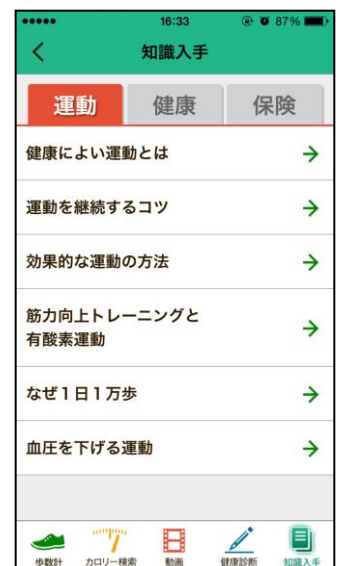 16:33
87%
知識入手
運動
健康
保険
健康によい運動とは
運動を継続するコツ
効果的な運動の方法
筋力向上トレーニングと
有酸素運動
なぜ1日1万歩
血圧を下げる運動
歩数計
カロリー検索
動画
健康診断
知識入手